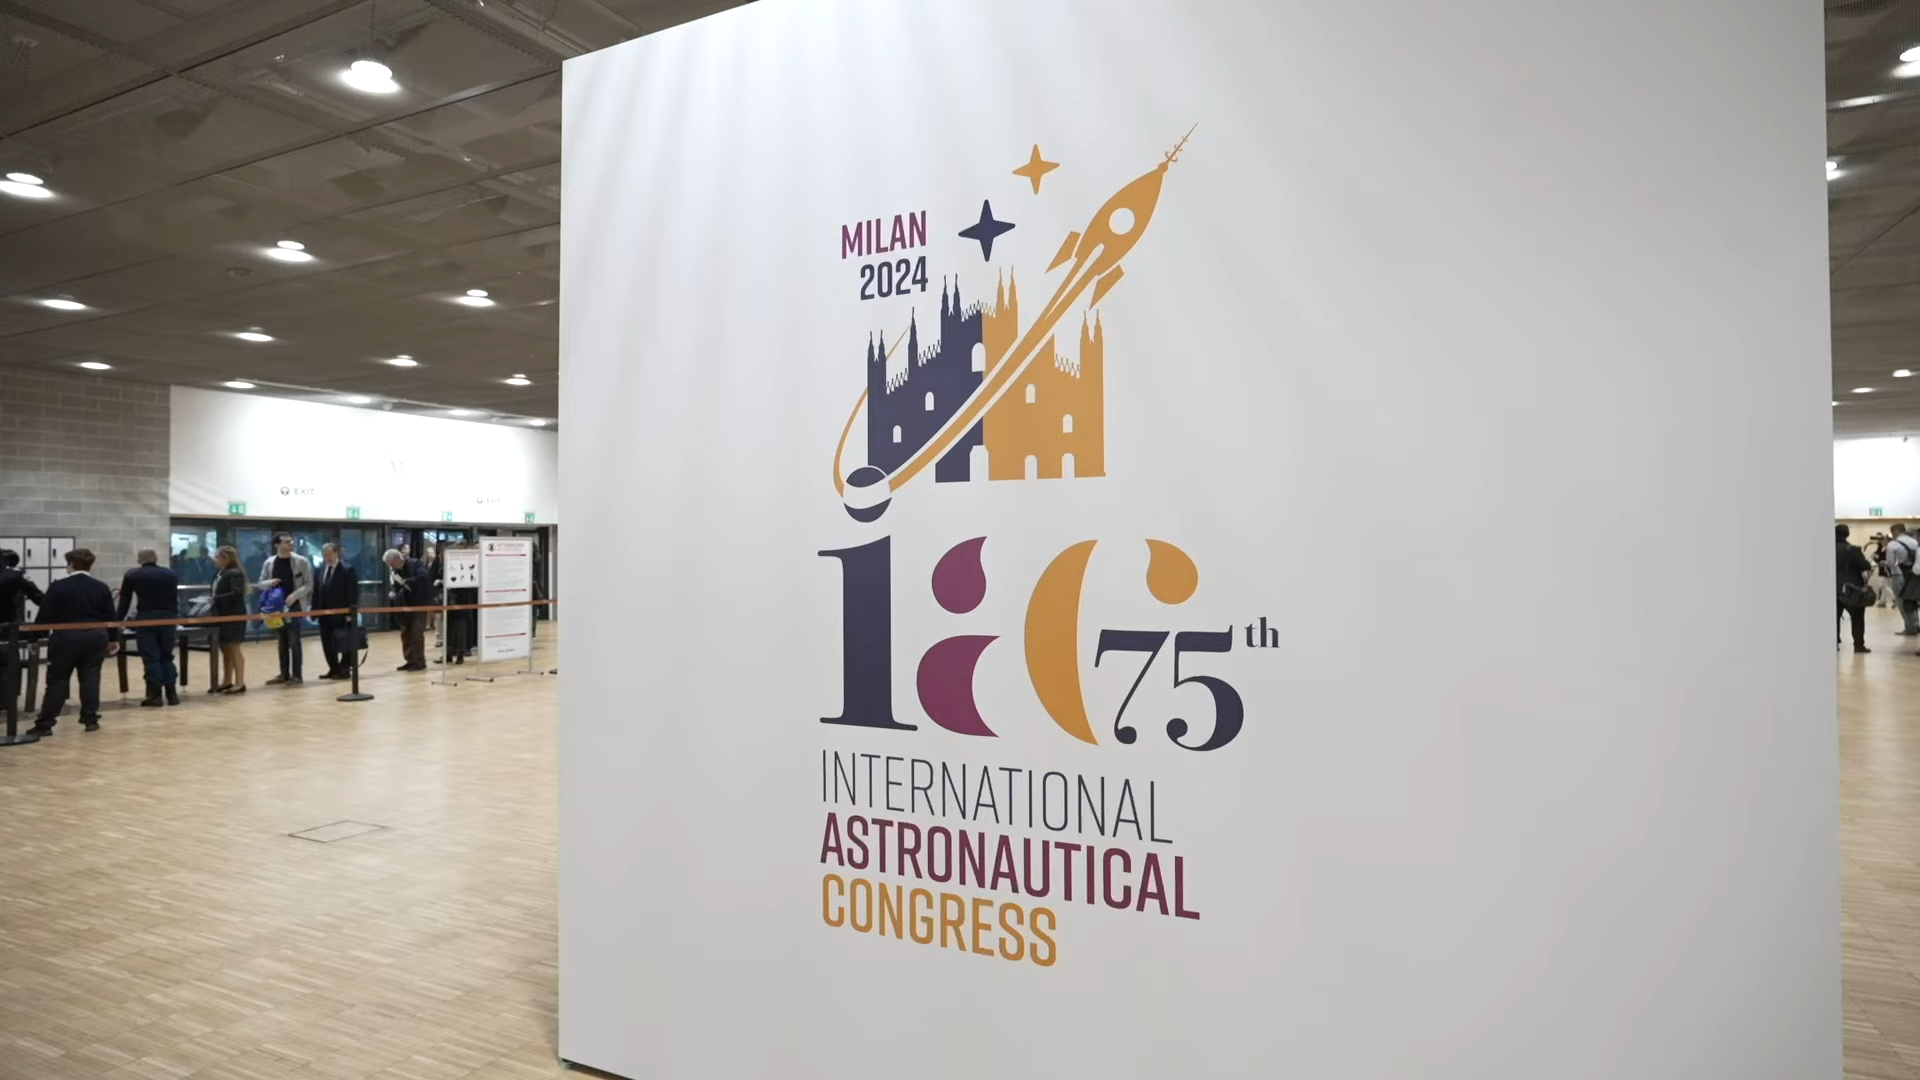 MILAN
2024
IAC 75th
INTERNATIONAL
ASTRONAUTICAL
CONGRESS
EXIT